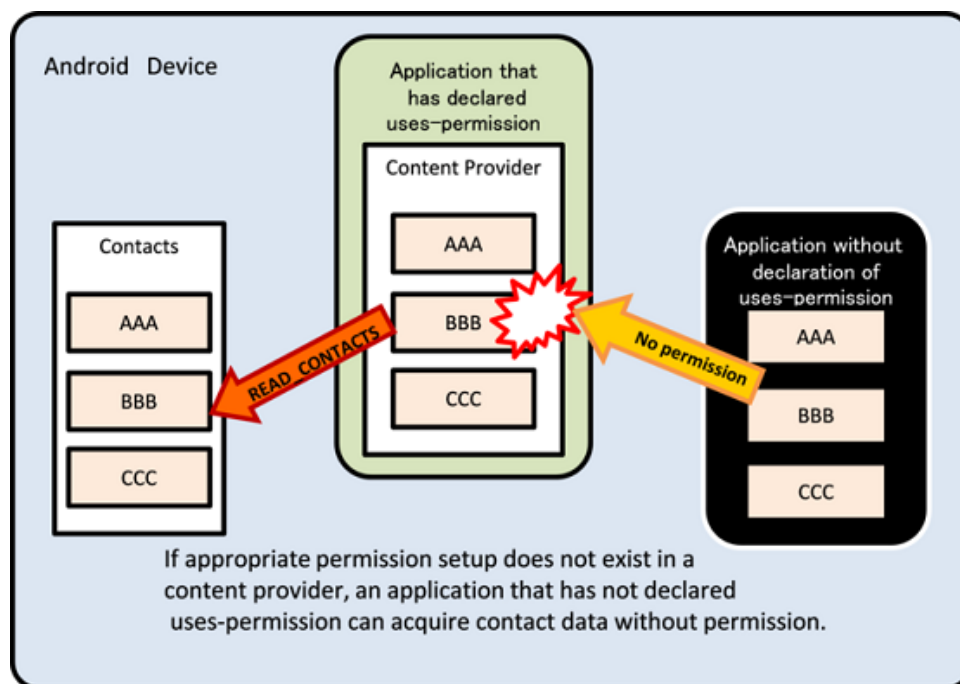 Android Device
Application that
has declared
uses-permission
Content Provider
AAA
BBB
CCC
Contacts
AAA
BBB
CCC
READ_CONTACTS
No permission
Application without
declaration of
uses-permission
AAA
BBB
CCC
If appropriate permission setup does not exist in a
content provider, an application that has not declared
uses-permission can acquire contact data without permission.